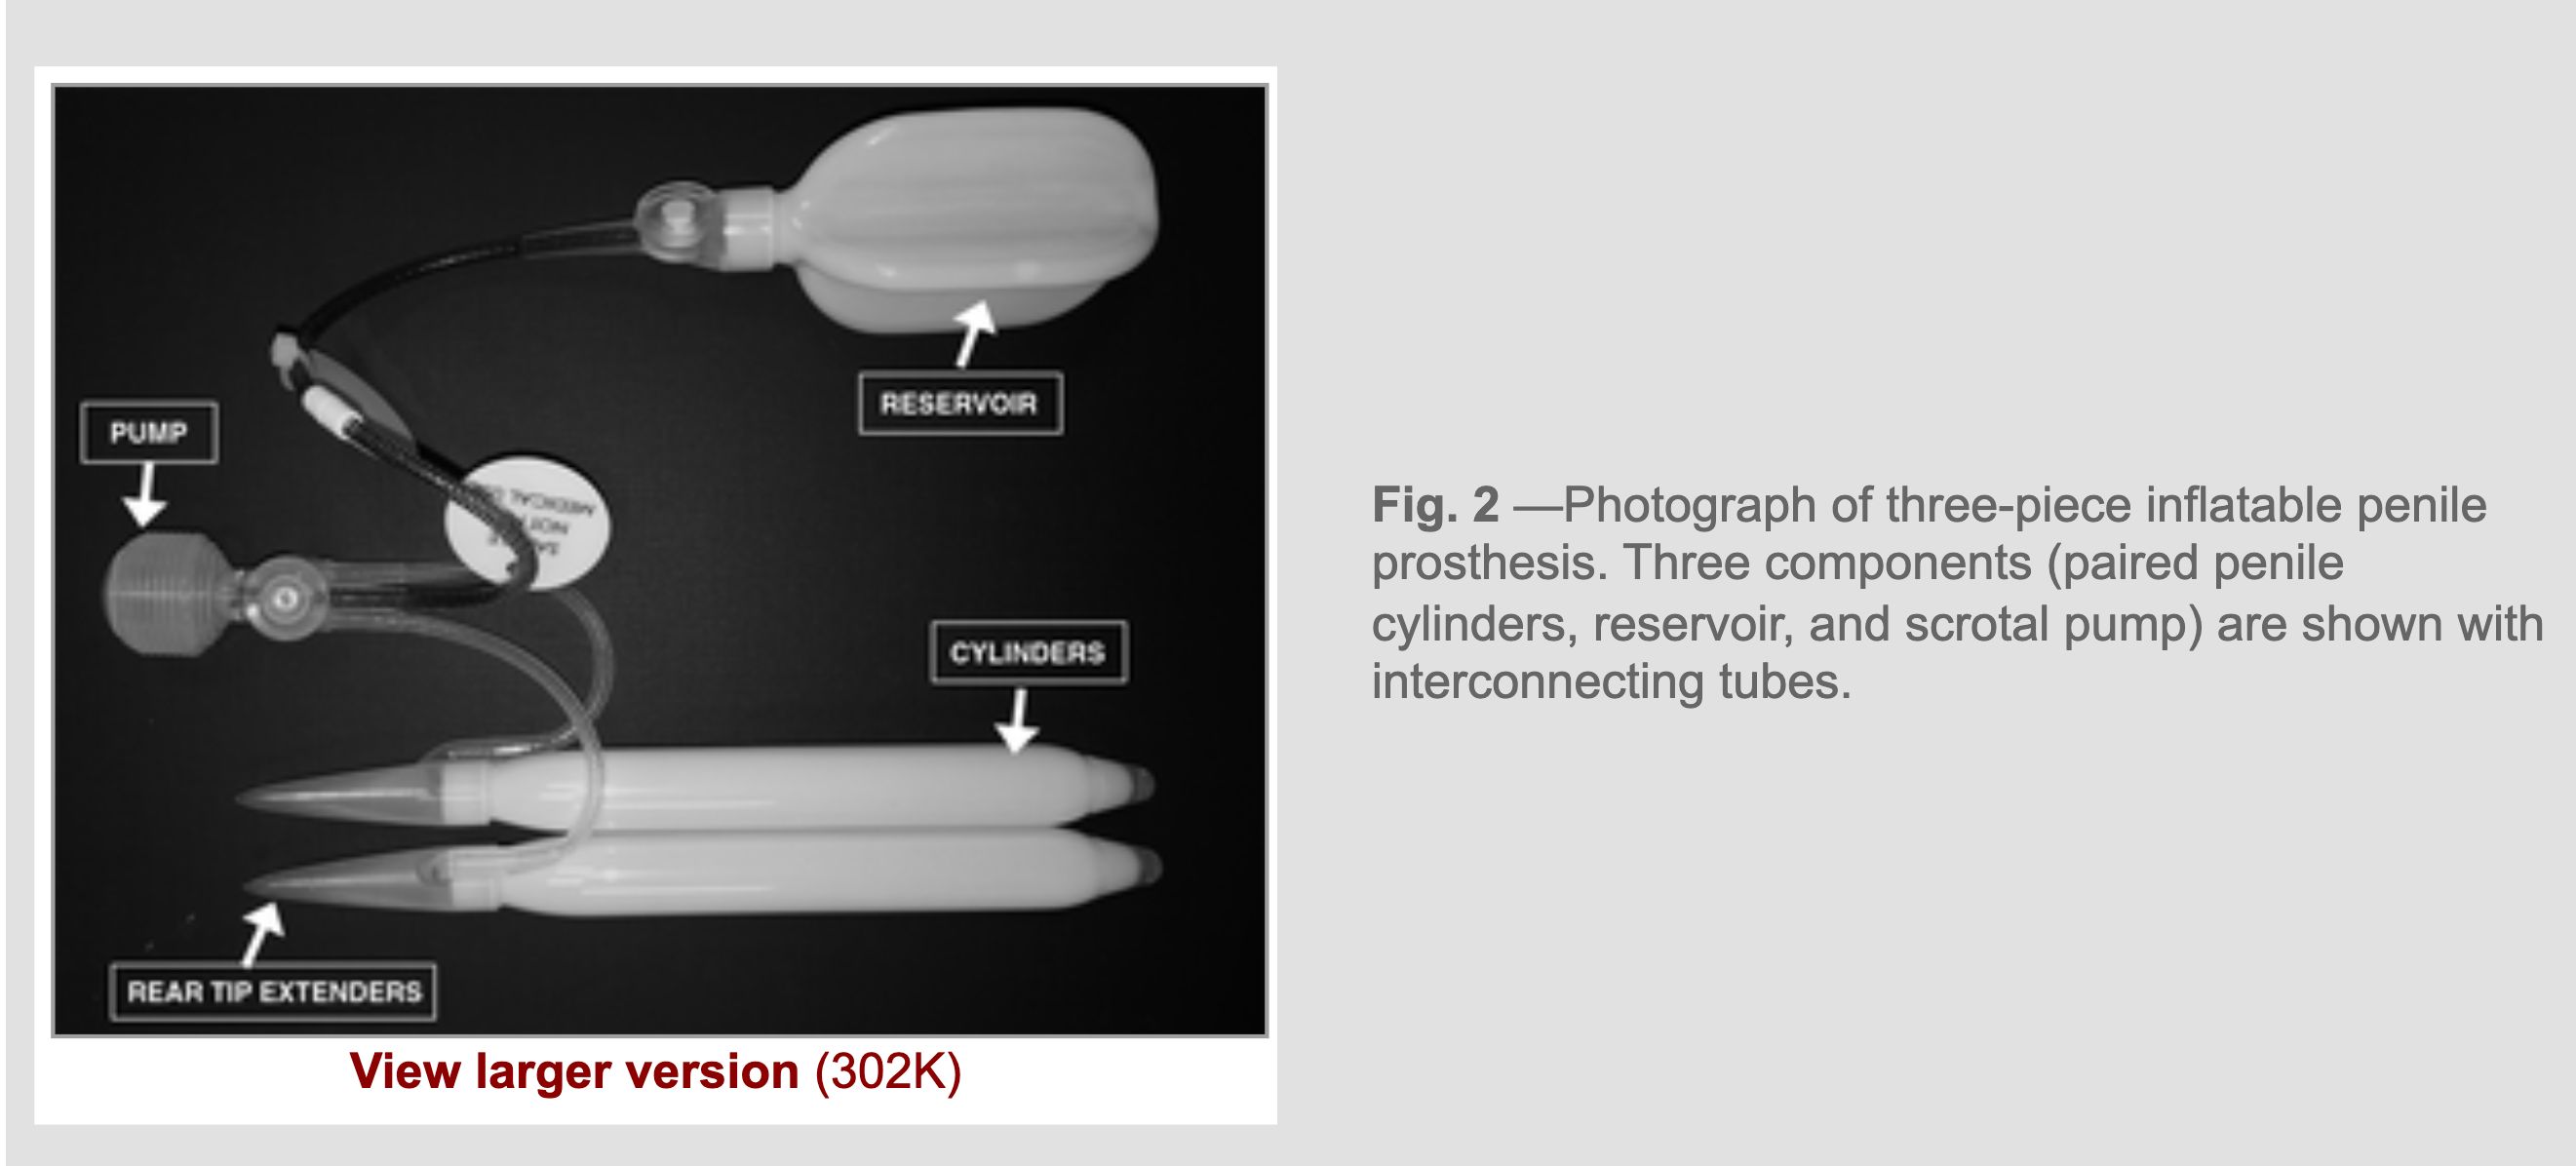 PUMP
RESERVOIR
CYLINDERS
REAR TIP EXTENDERS
View larger version (302K)
Fig. 2 —Photograph of three-piece inflatable penile
prosthesis. Three components (paired penile
cylinders, reservoir, and scrotal pump) are shown with
interconnecting tubes.